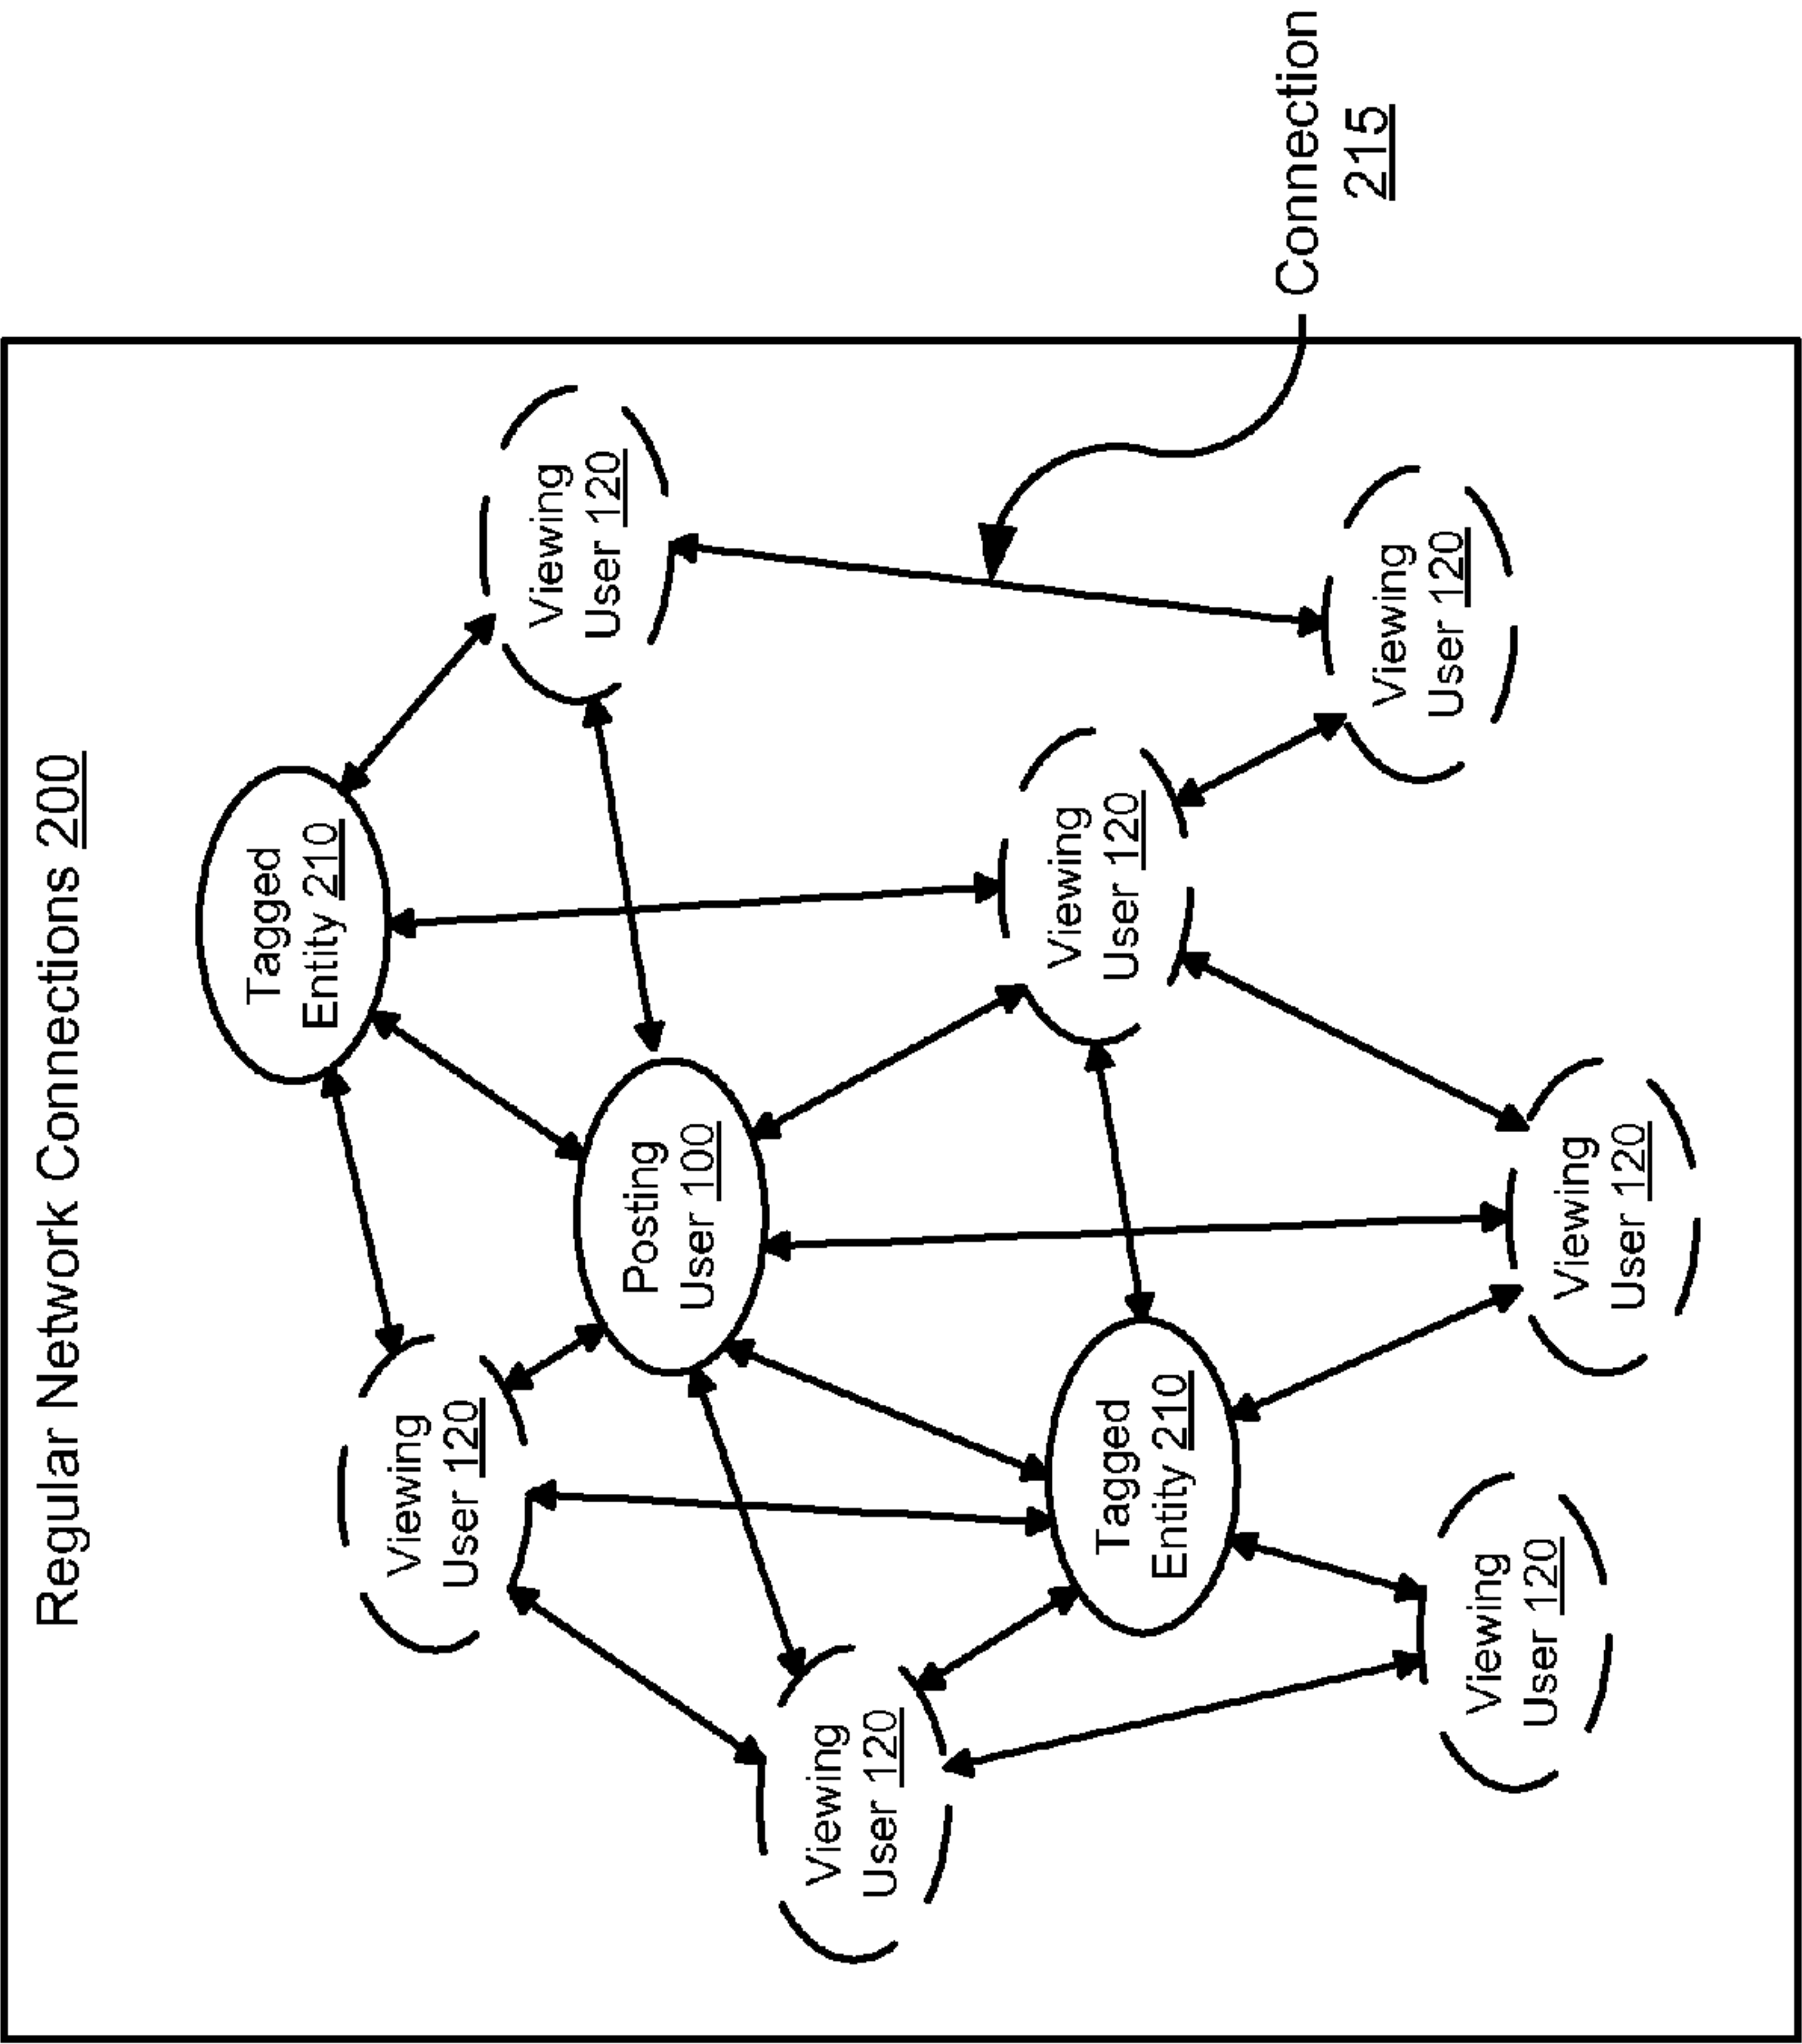 Regular Network Connections 200
Tagged
Entity 210
Viewing
User 120
Viewing
User 120
Posting
User 100
Viewing
User 120
Viewing
User 120
Tagged
Entity 210
Viewing
User 120
Viewing
User 120
Viewing
User 120
Connection
215